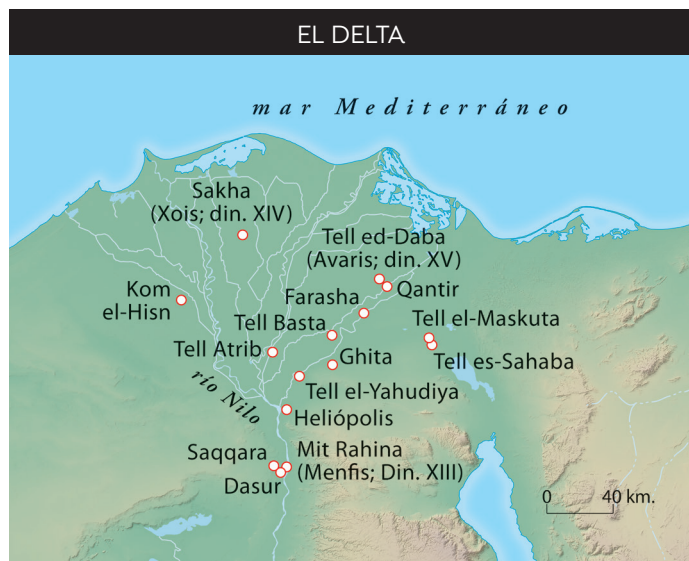 EL DELTA
mar Mediterráneo
Sakha
(Xois; din. XIV)
Tell ed-Daba
(Avaris; din. XV)
Kom
el-Hisn
Farasha
Qantir
Tell Basta
Tell el-Maskuta
Tell Atrib
Ghita
Tell es-Sahaba
río Nilo
Tell el-Yahudiya
Heliópolis
Saqqara
Mit Rahina
(Menfis; Din. XIII)
Dasur
0 40 km.